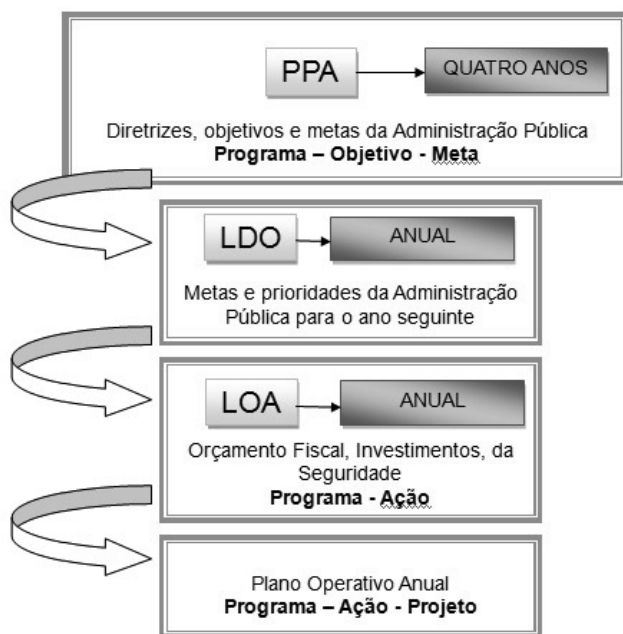 PPA
QUATRO ANOS
Diretrizes, objetivos e metas da Administração Pública
Programa – Objetivo - Meta
LDO
ANUAL
Metas e prioridades da Administração
Pública para o ano seguinte
LOA
ANUAL
Orçamento Fiscal, Investimentos, da
Seguridade
Programa - Ação
Plano Operativo Anual
Programa – Ação - Projeto